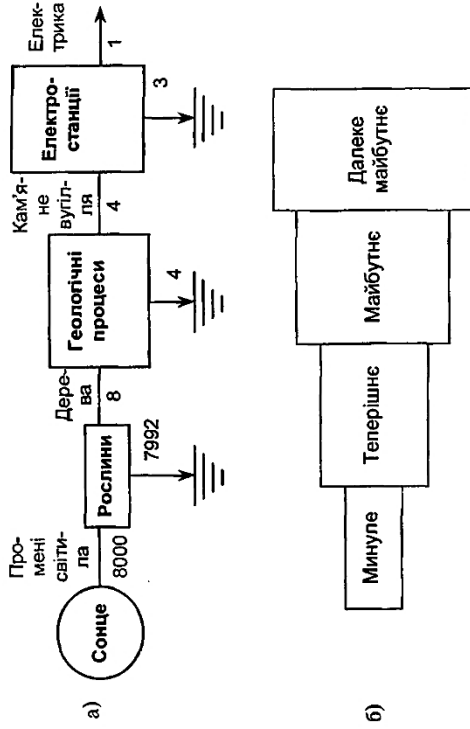 а)
Сонце
Про-
мені
світи-
ла
8000
Рослини
7992
Дере-
ва
8
Геологічні
процеси
4
Кам'я-
не
вугіл-
ля
4
Електро-
станції
3
Елек-
трика
1
б)
Минуле
Теперішнє
Майбутнє
Далеке
майбутнє